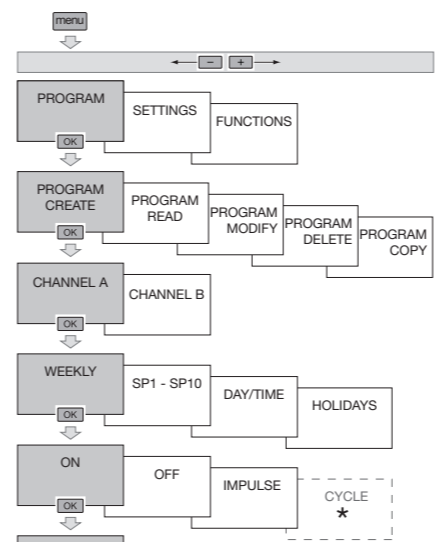 menu
← - + →
PROGRAM
SETTINGS
FUNCTIONS
OK
PROGRAM
CREATE
PROGRAM
READ
PROGRAM
MODIFY
PROGRAM
DELETE
PROGRAM
COPY
OK
CHANNEL A
CHANNEL B
OK
WEEKLY
SP1 - SP10
DAY/TIME
HOLIDAYS
OK
ON
OFF
IMPULSE
CYCLE
*
OK